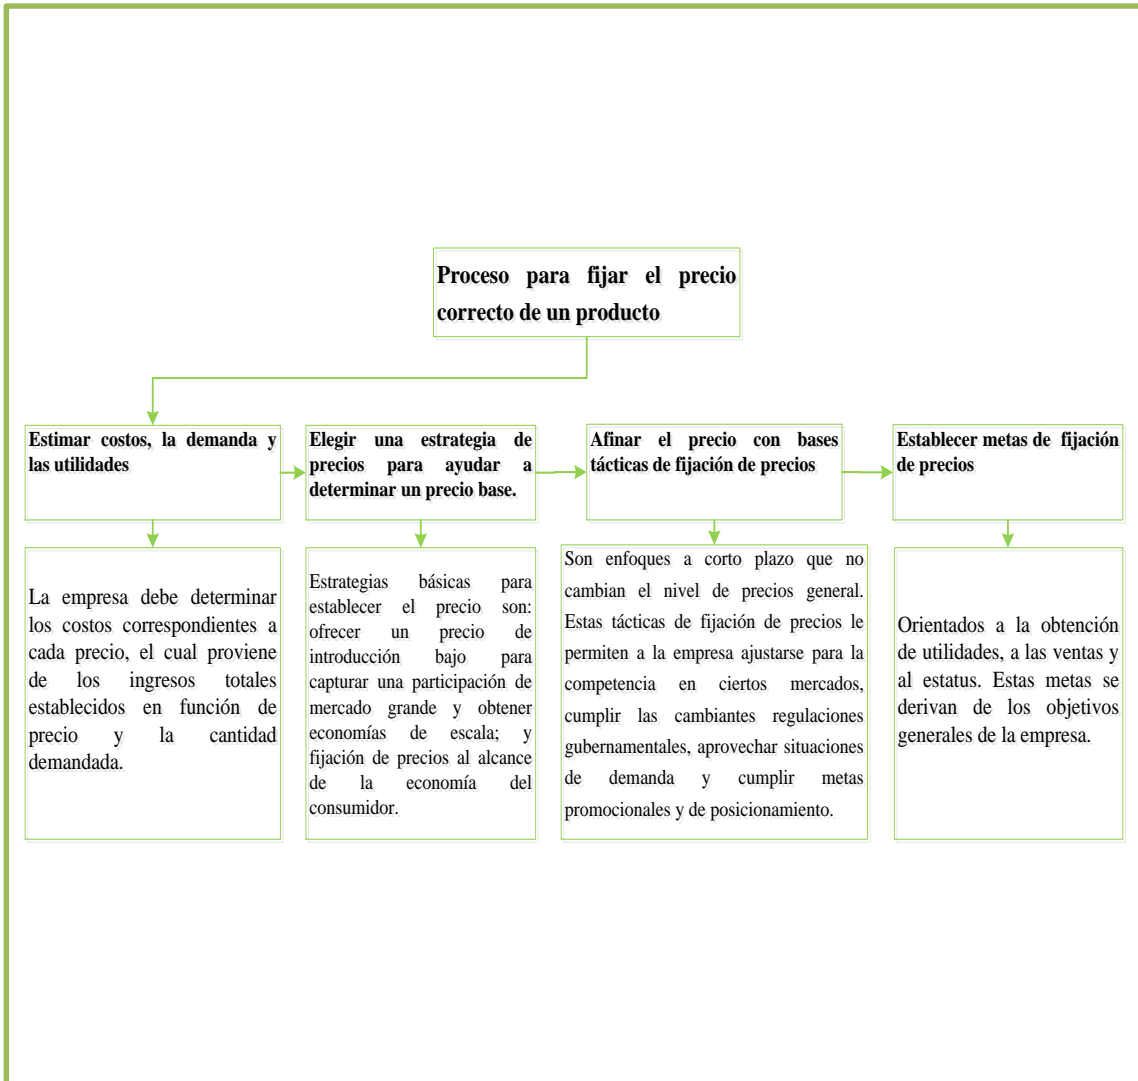 Proceso para fijar el precio
correcto de un producto
Estimar costos, la demanda y
las utilidades
Elegir una estrategia de
precios para ayudar a
determinar un precio base.
Afinar el precio con bases
tácticas de fijación de precios
Establecer metas de fijación
de precios
La empresa debe determinar
los costos correspondientes a
cada precio, el cual proviene
de los ingresos totales
establecidos en función de
precio y la cantidad
demandada.
Estrategias básicas para
establecer el precio son:
ofrecer un precio de
introducción bajo para
capturar una participación de
mercado grande y obtener
economías de escala; y
fijación de precios al alcance
de la economía del
consumidor.
Son enfoques a corto plazo que no
cambian el nivel de precios general.
Estas tácticas de fijación de precios le
permiten a la empresa ajustarse para la
competencia en ciertos mercados,
cumplir las cambiantes regulaciones
gubernamentales, aprovechar situaciones
de demanda y cumplir metas
promocionales y de posicionamiento.
Orientados a la obtención
de utilidades, a las ventas y
al estatus. Estas metas se
derivan de los objetivos
generales de la empresa.